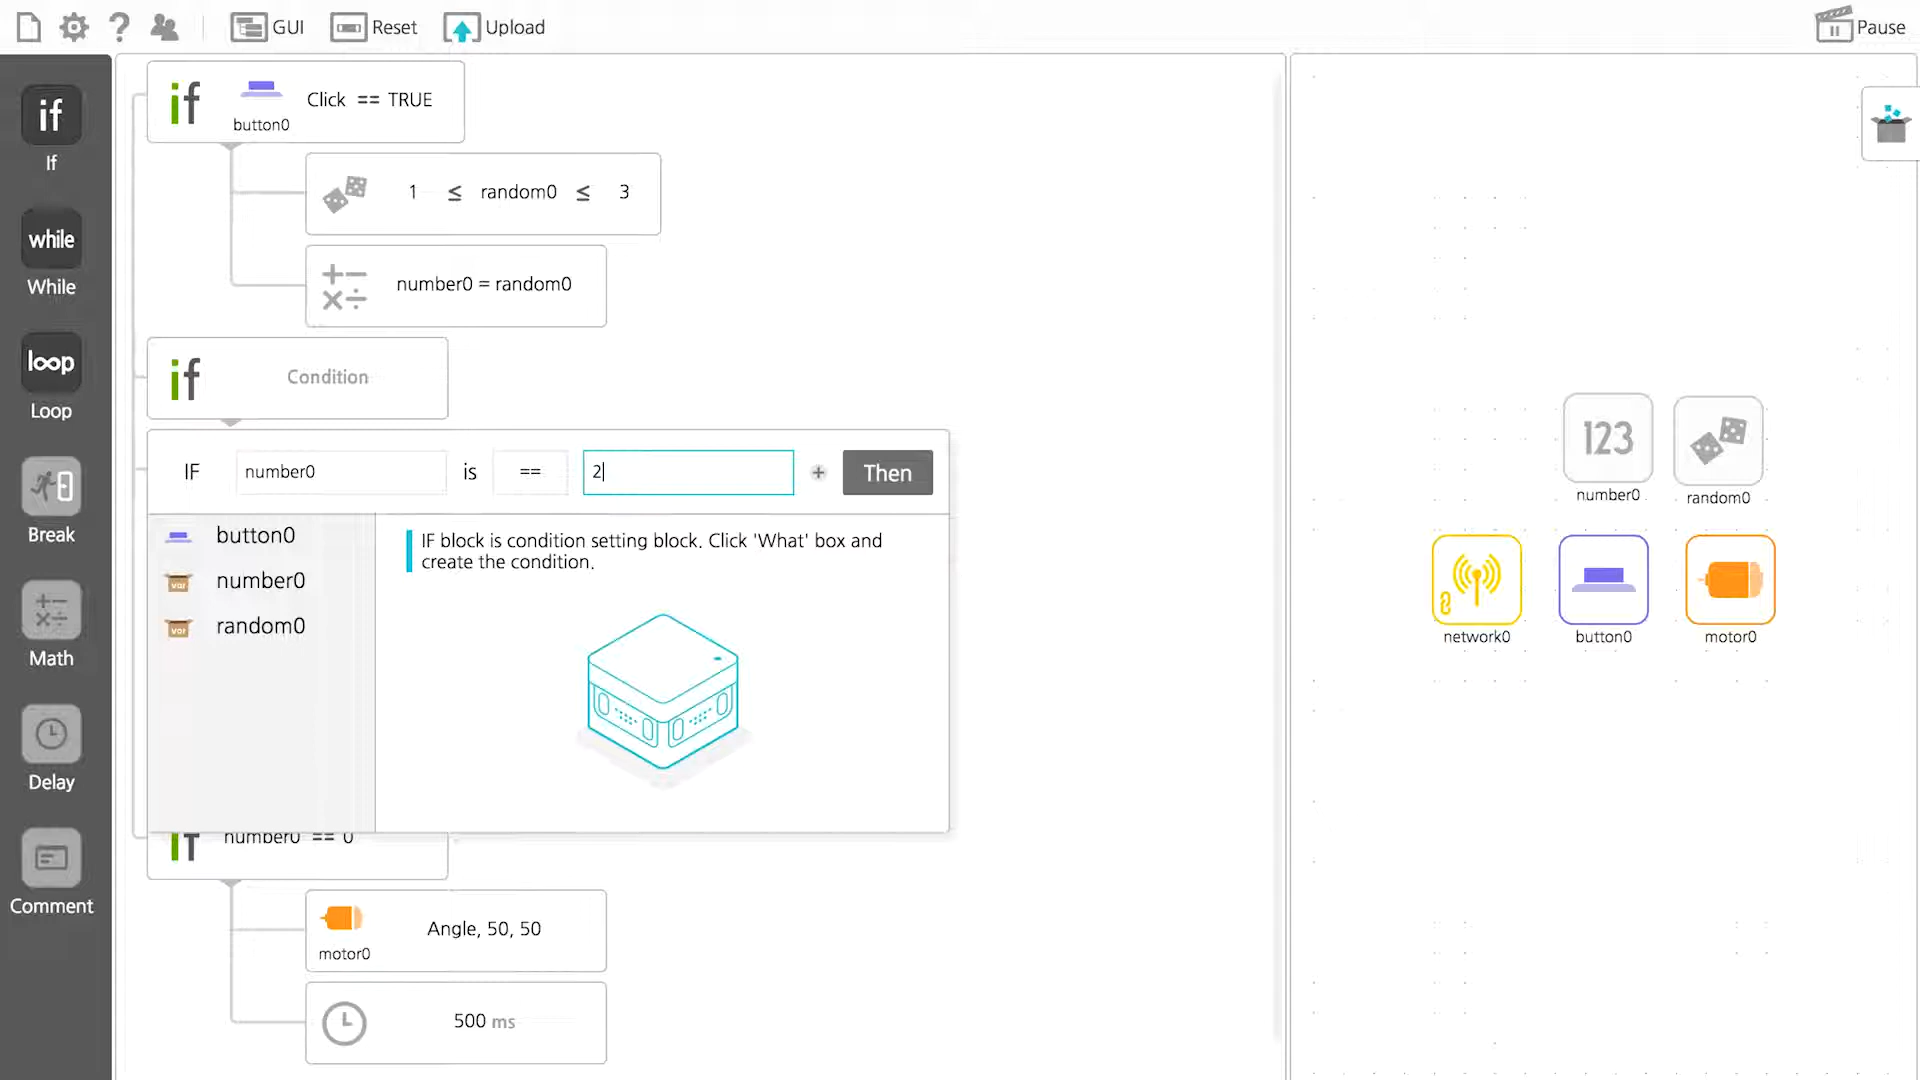 GUI
Reset
Upload
Pause
if
If
while
While
loop
Loop
Break
Math
Delay
Comment
if
button0
Click == TRUE
1 ≤ random0 ≤ 3
number0 = random0
if
Condition
IF
number0
is
==
2
+
Then
button0
number0
random0
IF block is condition setting block. Click 'What' box and
create the condition.
if
number0 == 0
motor0
Angle, 50, 50
500 ms
123
number0
random0
network0
button0
motor0